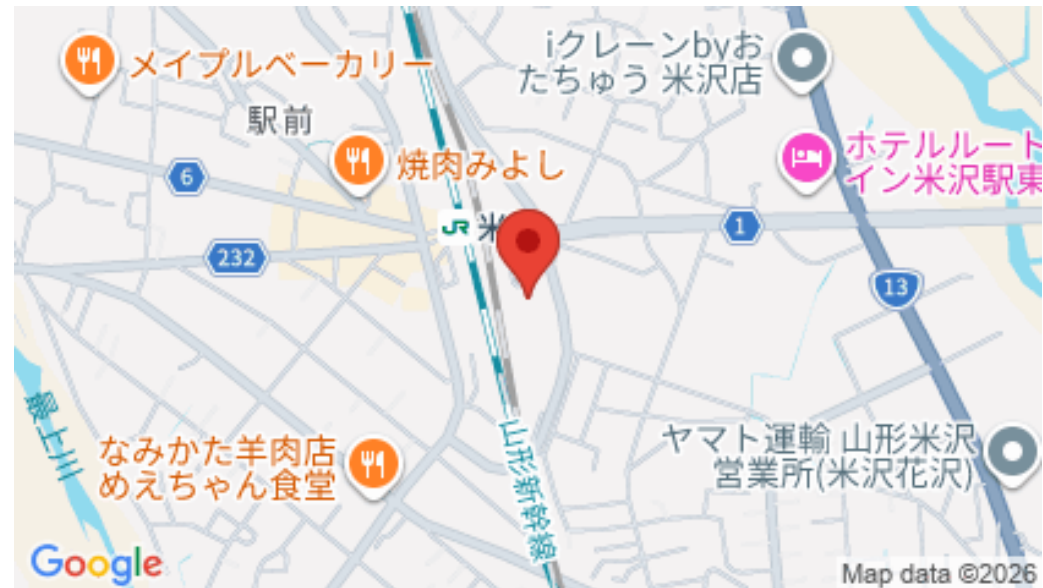 メイプルベーカリー
iクレーンbyお
たちゅう 米沢店
駅前
6
焼肉みよし
ホテルルート
イン米沢駅東
JR 米
1
232
13
最上川
山形新幹線
なみかた羊肉店
めえちゃん食堂
ヤマト運輸 山形米沢
営業所(米沢花沢)
Google
Map data ©2026